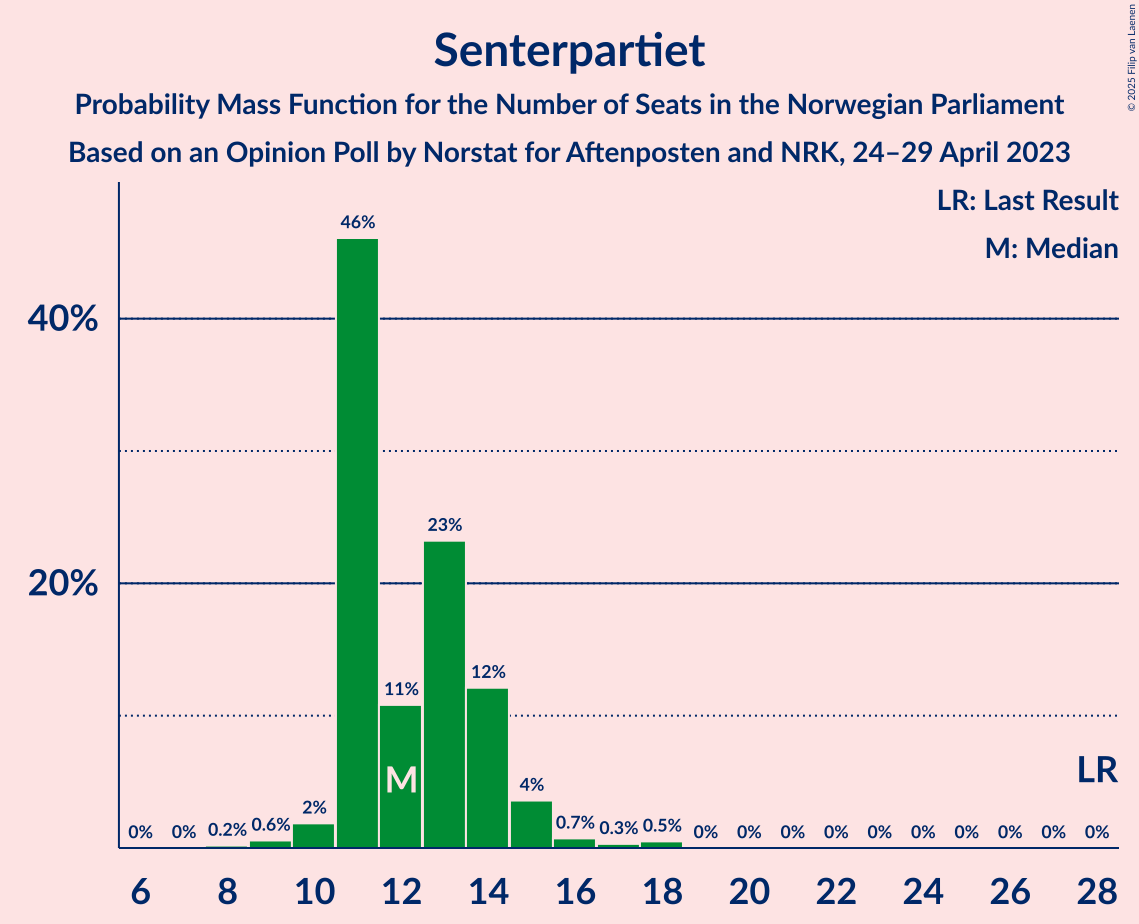 Senterpartiet
Probability Mass Function for the Number of Seats in the Norwegian Parliament
Based on an Opinion Poll by Norstat for Aftenposten and NRK, 24–29 April 2023
© 2025 Filip van Laenen
LR: Last Result
M: Median
40%
20%
0% 0% 0.2% 0.6% 2% 46% 11% 23% 12% 4% 0.7% 0.3% 0.5% 0% 0% 0% 0% 0% 0% 0% 0% 0% 0%
M
LR
6 8 10 12 14 16 18 20 22 24 26 28